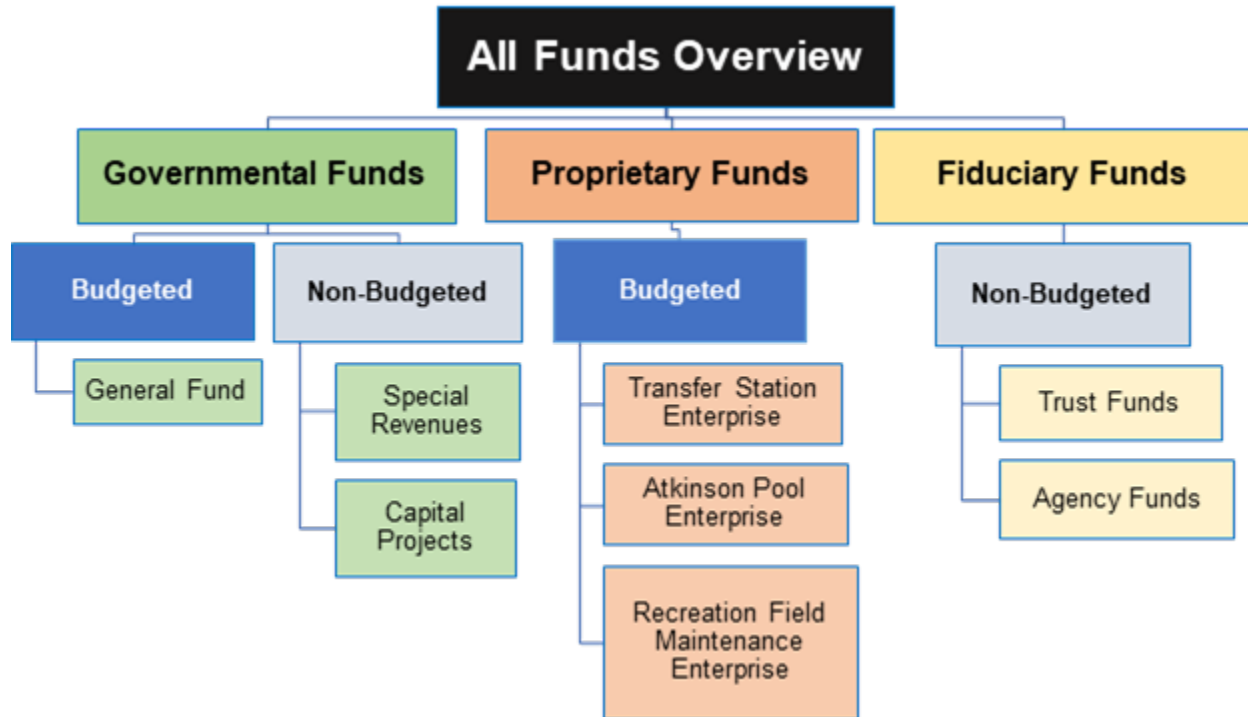 All Funds Overview
Governmental Funds
Proprietary Funds
Fiduciary Funds
Budgeted
Non-Budgeted
Budgeted
Non-Budgeted
General Fund
Special
Revenues
Capital
Projects
Transfer Station
Enterprise
Atkinson Pool
Enterprise
Recreation Field
Maintenance
Enterprise
Trust Funds
Agency Funds